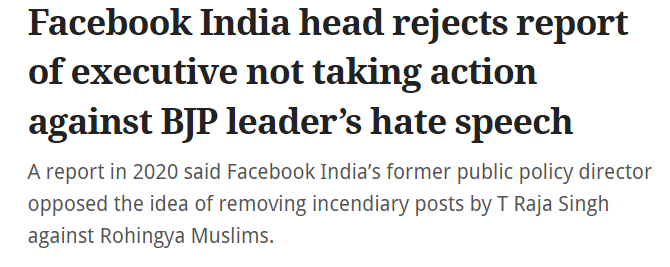 Facebook India head rejects report
of executive not taking action
against BJP leader’s hate speech
A report in 2020 said Facebook India’s former public policy director
opposed the idea of removing incendiary posts by T Raja Singh
against Rohingya Muslims.